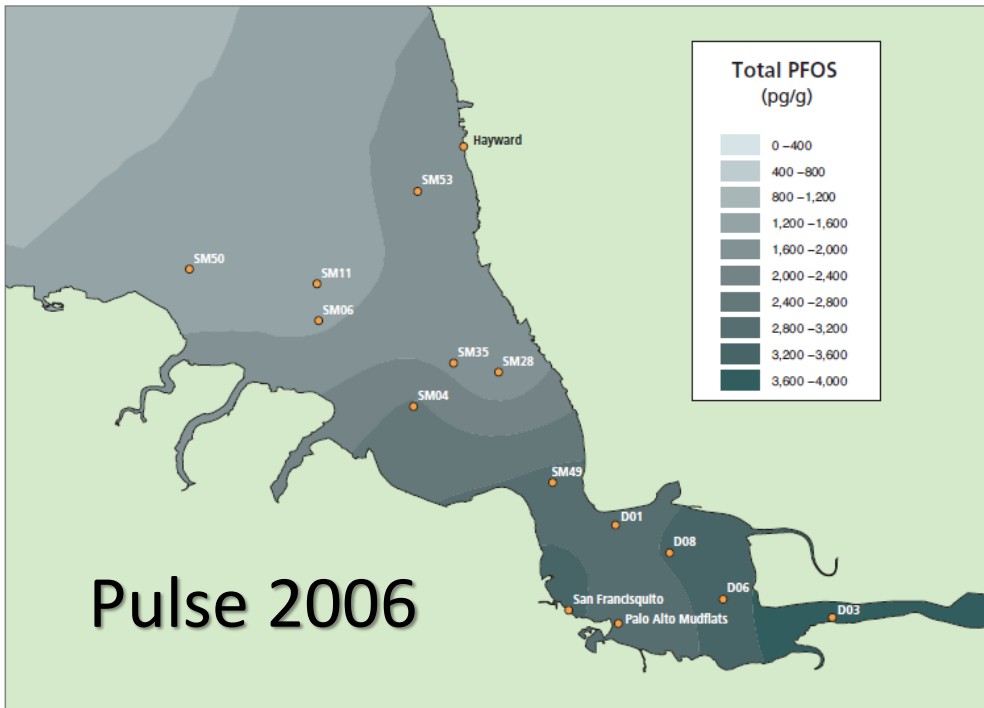 Total PFOS
(pg/g)
0 –400
400 –800
800 –1,200
1,200 –1,600
1,600 –2,000
2,000 –2,400
2,400 –2,800
2,800 –3,200
3,200 –3,600
3,600 –4,000
Hayward
SM53
SM50
SM11
SM06
SM35
SM28
SM04
SM49
D01
D08
D06
San Francisquito
D03
Palo Alto Mudflats
Pulse 2006